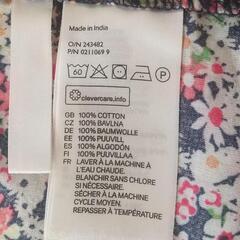 Made in India
O/N 243482
P/N 0211069 9
60
clevercare.info
GB 100% COTTON
CZ 100% BAVLNA
DE 100% BAUMWOLLE
EE 100% PUUVILL
ES 100% ALGODÓN
FI 100% PUUVILLAA
FR LAVER À LA MACHINE À
L'EAU CHAUDE.
BLANCHIR SANS CHLORE
SI NÉCESSAIRE.
SÉCHER À LA MACHINE
CYCLE MOYEN.
REPASSER À TEMPÉRATURE